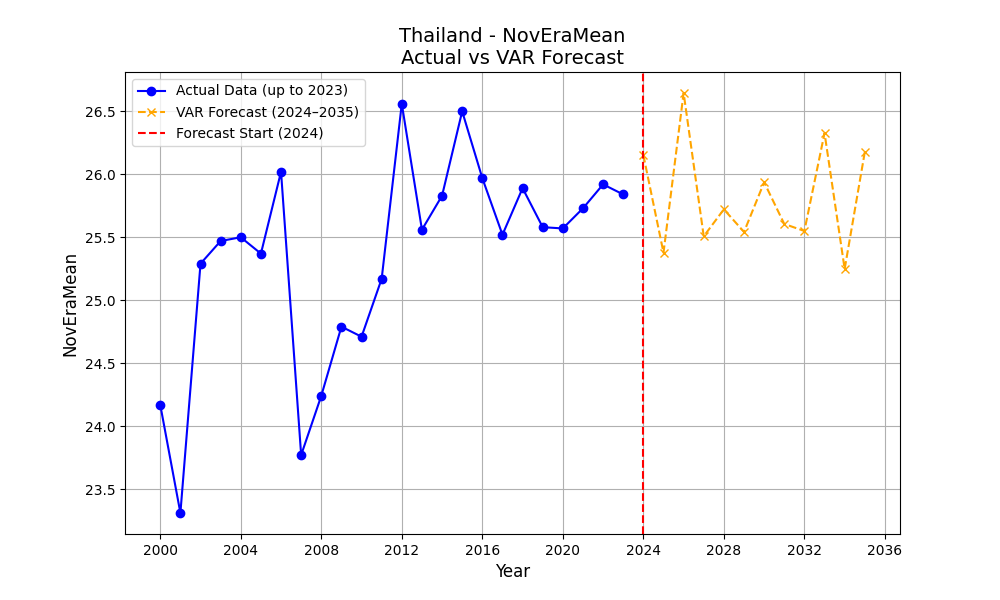 Thailand - NovEraMean
Actual vs VAR Forecast
Actual Data (up to 2023)
VAR Forecast (2024–2035)
Forecast Start (2024)
NovEraMean
26.5
26.0
25.5
25.0
24.5
24.0
23.5
2000 2004 2008 2012 2016 2020 2024 2028 2032 2036
Year